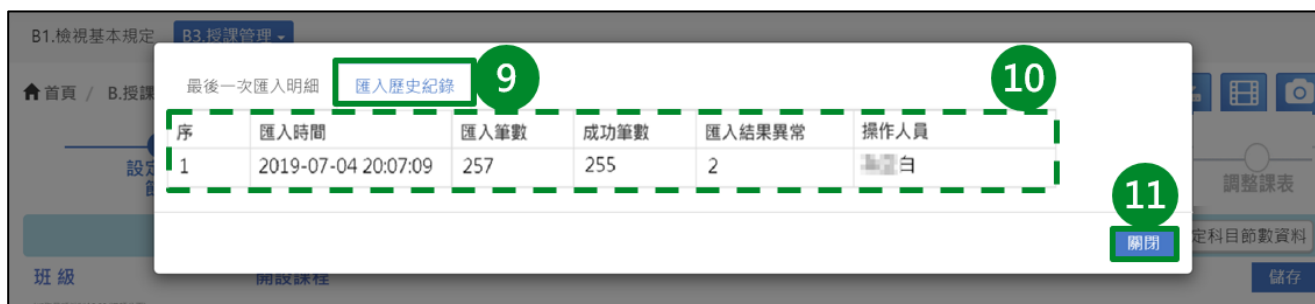 B1.檢視基本規定 B3.授課管理
最後一次匯入明細 匯入歷史紀錄 9 10
首頁 / B.授課
序 匯入時間 匯入筆數 成功筆數 匯入結果異常 操作人員
1 2019-07-04 20:07:09 257 255 2 白
設定 調整課表
11
關閉 定科目節數資料
班級 開設課程 儲存